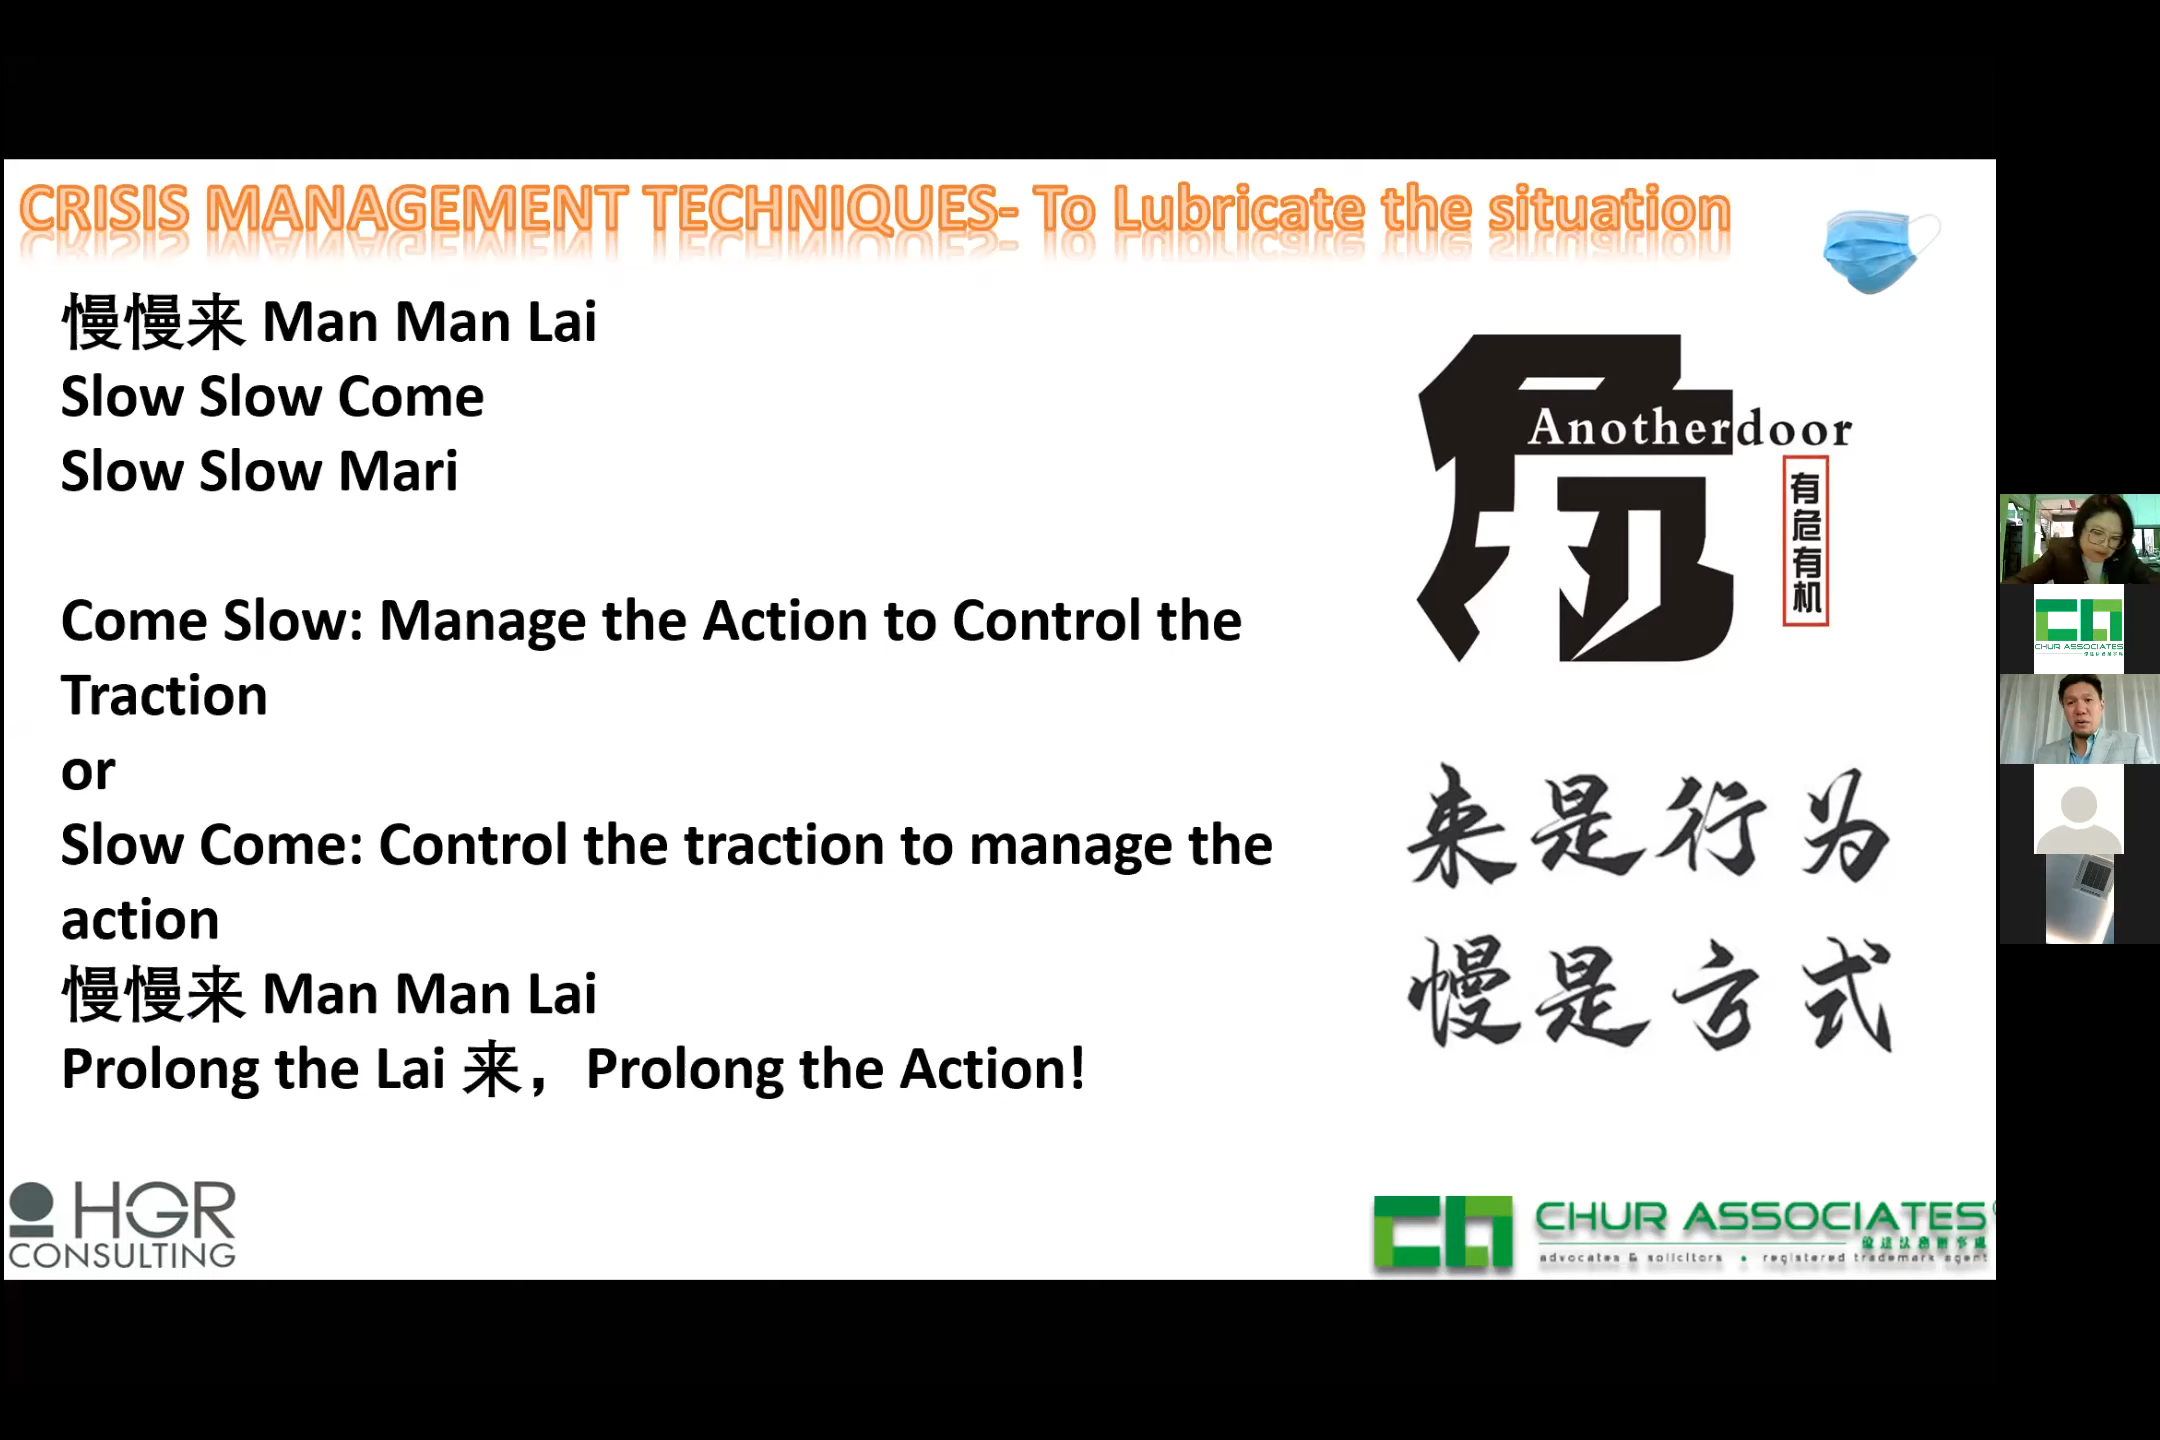 CRISIS MANAGEMENT TECHNIQUES- To Lubricate the situation
慢慢来 Man Man Lai
Slow Slow Come
Slow Slow Mari
Come Slow: Manage the Action to Control the
Traction
or
Slow Come: Control the traction to manage the
action
慢慢来 Man Man Lai
Prolong the Lai 来，Prolong the Action!
Anotherdoor
有危有机
来是行为
慢是方式
HGR
CONSULTING
CHUR ASSOCIATES
advocates & solicitors • registered trademark agent
CHUR ASSOCIATES